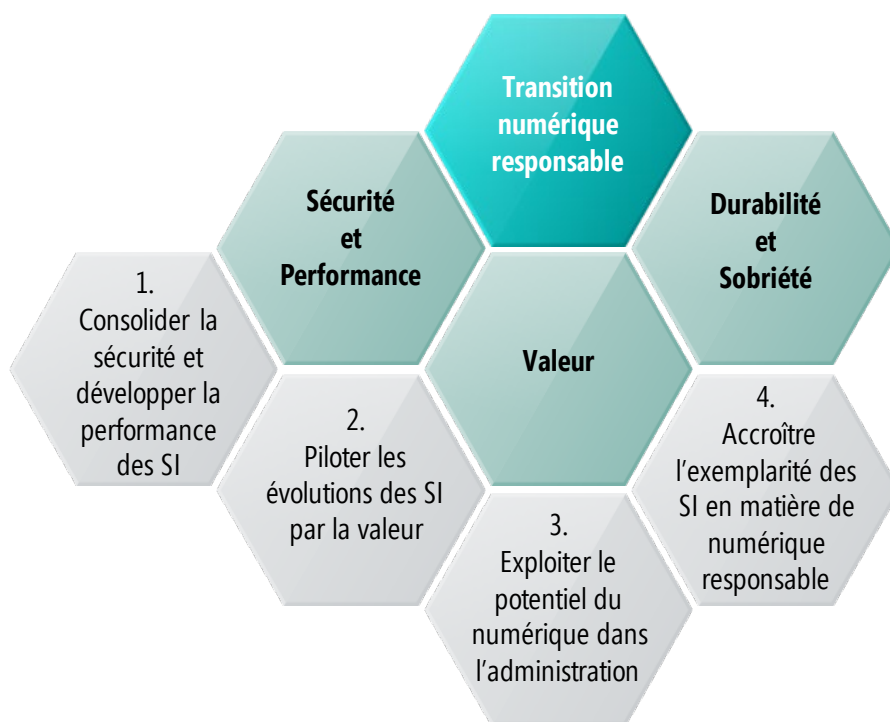 Transition
numérique
responsable
Sécurité
et
Performance
Durabilité
et
Sobriété
Valeur
1.
Consolider la
sécurité et
développer la
performance
des SI
2.
Piloter les
évolutions des SI
par la valeur
3.
Exploiter le
potentiel du
numérique dans
l’administration
4.
Accroître
l’exemplarité des
SI en matière de
numérique
responsable